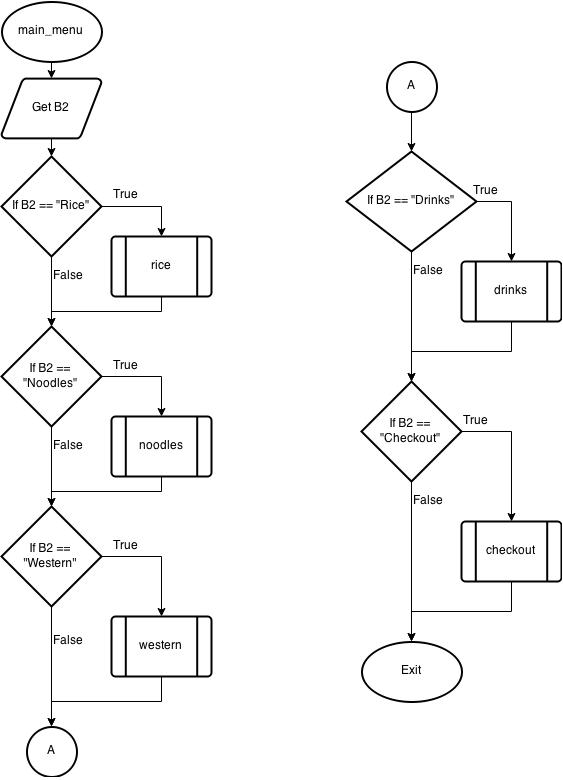 main_menu
Get B2
If B2 == "Rice"
True
rice
False
If B2 ==
"Noodles"
True
noodles
False
If B2 ==
"Western"
True
western
False
A
A
If B2 == "Drinks"
True
drinks
False
If B2 ==
"Checkout"
True
checkout
False
Exit